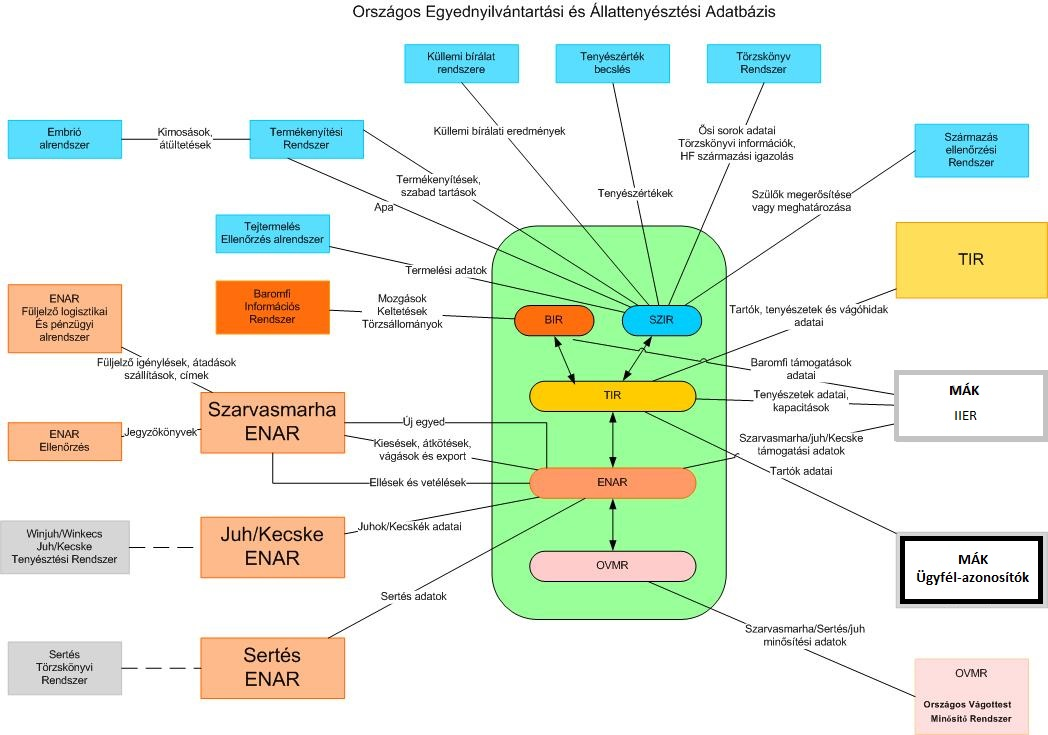 Országos Egyednyilvántartási és Állattenyésztési Adatbázis
Küllemi bírálat
rendszere
Tenyészérték
becslés
Törzskönyv
Rendszer
Embrió
alrendszer
Kimosások,
átültetések
Termékenyítési
Rendszer
Küllemi bírálati eredmények
Ősi sorok adatai
Törzskönyvi információk,
HF származási igazolás
Származás
ellenőrzési
Rendszer
Termékenyítések,
szabad tartások
Apa
Tenyészértékek
Szülők megerősítése
vagy meghatározása
Tejtermelés
Ellenőrzés alrendszer
Termelési adatok
TIR
ENAR
Füljelző logisztikai
És pénzügyi
alrendszer
Baromfi
Információs
Rendszer
Mozgások
Keltetések
Törzsállományok
BIR
SZIR
Tartók, tenyészetek és vágóhidak
adatai
Füljelző igénylések, átadások
szállítások, címek
Baromfi támogatások
adatai
TIR
Tenyészetek adatai,
kapacitások
MÁK
IIER
Szarvasmarha
ENAR
ENAR
Ellenőrzés
Jegyzőkönyvek
Új egyed
Kiesések, átkötések,
vágások és export
Ellések és vetélések
Szarvasmarha/juh/Kecske
támogatási adatok
Tartók adatai
ENAR
Winjuh/Winkecs
Juh/Kecske
Tenyésztési Rendszer
Juh/Kecske
ENAR
Juhok/Kecskék adatai
OVMR
MÁK
Ügyfél-azonosítók
Sertés adatok
Sertés
Törzskönyvi
Rendszer
Sertés
ENAR
Szarvasmarha/Sertés/juh
minősítési adatok
OVMR
Országos Vágottest
Minősítő Rendszer